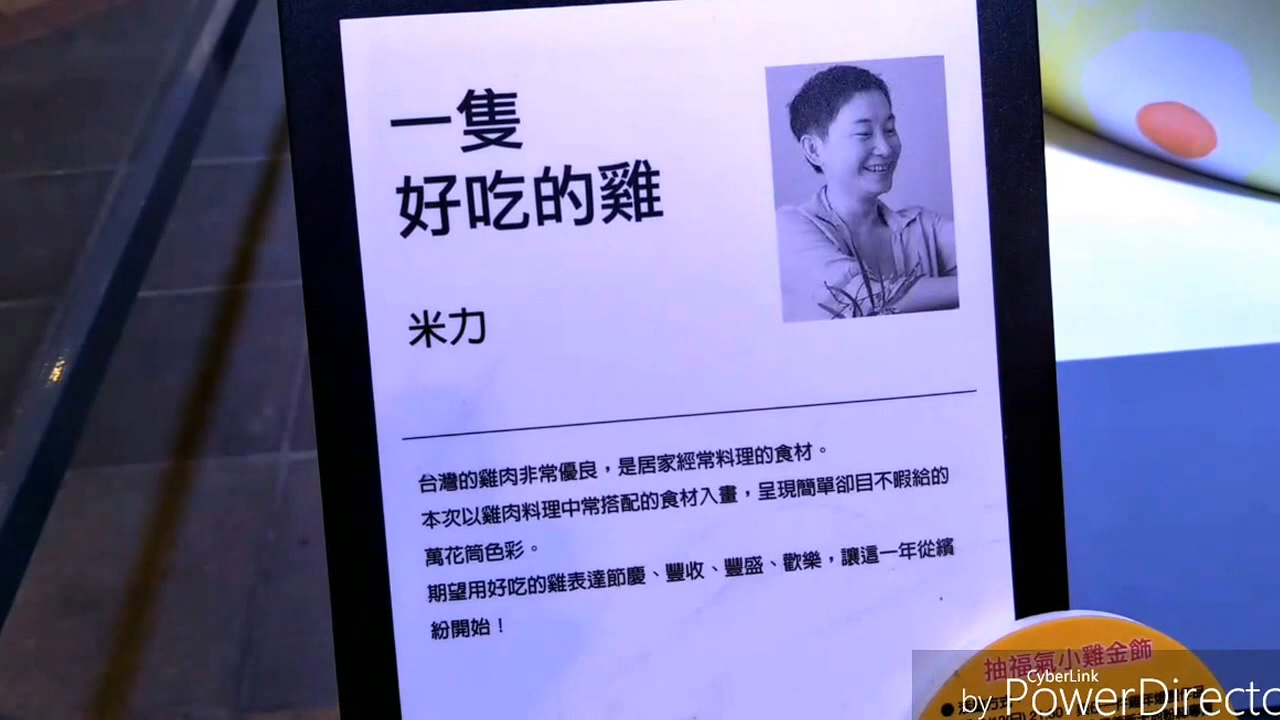 一隻
好吃的雞
米力
台灣的雞肉非常優良，是居家經常料理的食材。
本次以雞肉料理中常搭配的食材入畫，呈現簡單卻目不暇給的
萬花筒色彩。
期望用好吃的雞表達節慶、豐收、豐盛、歡樂，讓這一年從繽
紛開始！
抽福氣小雞金飾
CyberLink
by PowerDirecto